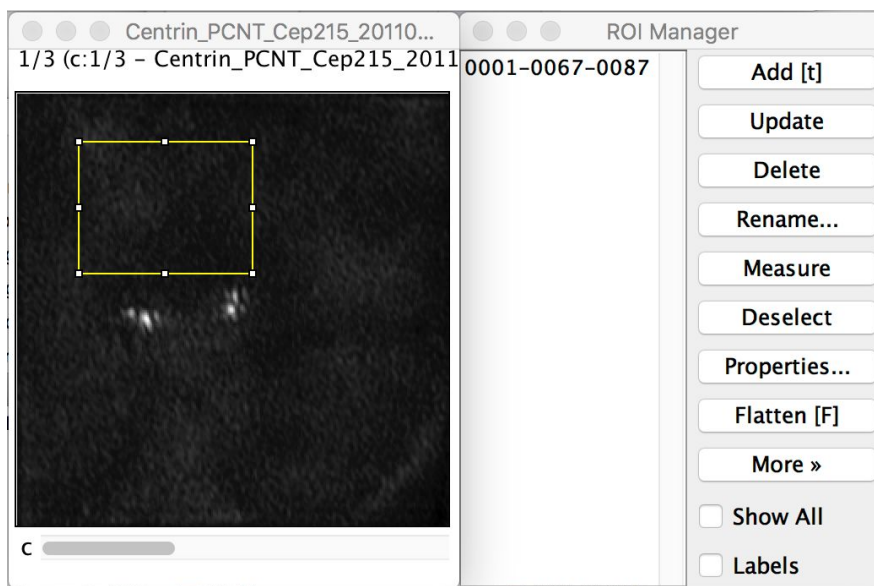 Centrin_PCNT_Cep215_20110...
1/3 (c:1/3 – Centrin_PCNT_Cep215_2011
c
ROI Manager
0001-0067-0087
Add [t]
Update
Delete
Rename...
Measure
Deselect
Properties...
Flatten [F]
More »
Show All
Labels